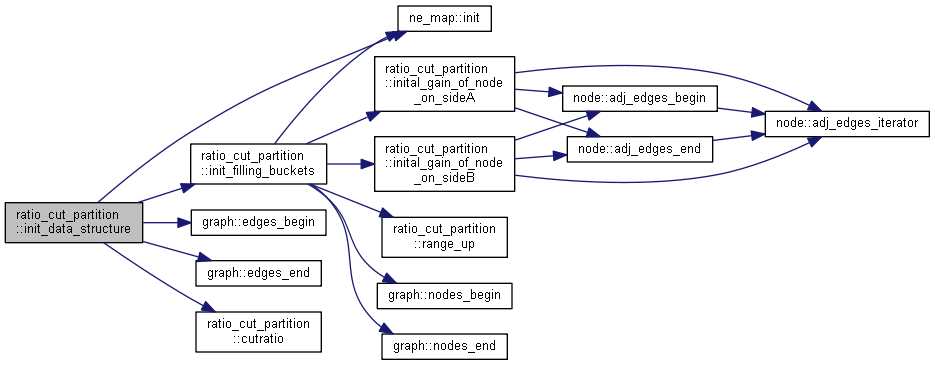 ne_map::init
ratio_cut_partition
::inital_gain_of_node
_on_sideA
node::adj_edges_begin
node::adj_edges_iterator
node::adj_edges_end
ratio_cut_partition
::init_filling_buckets
ratio_cut_partition
::inital_gain_of_node
_on_sideB
ratio_cut_partition
::init_data_structure
graph::edges_begin
ratio_cut_partition
::range_up
graph::edges_end
graph::nodes_begin
ratio_cut_partition
::cutratio
graph::nodes_end